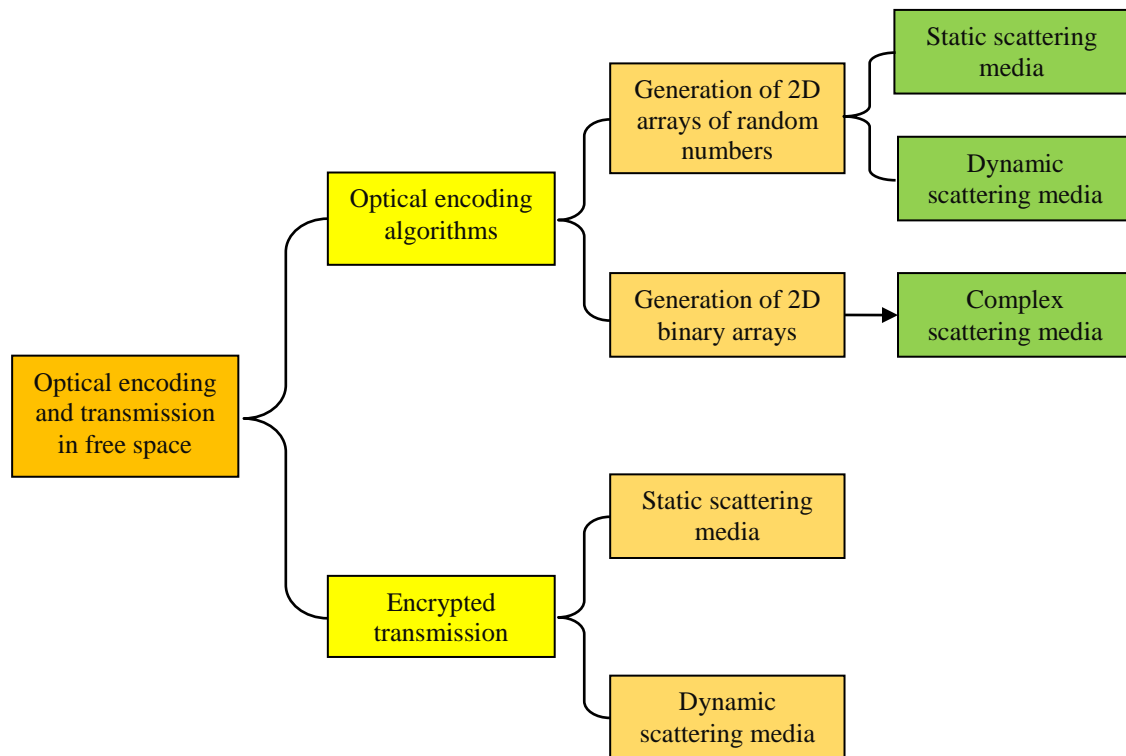 Optical encoding
and transmission
in free space
Optical encoding
algorithms
Generation of 2D
arrays of random
numbers
Static scattering
media
Dynamic
scattering media
Generation of 2D
binary arrays
Complex
scattering media
Encrypted
transmission
Static scattering
media
Dynamic
scattering media